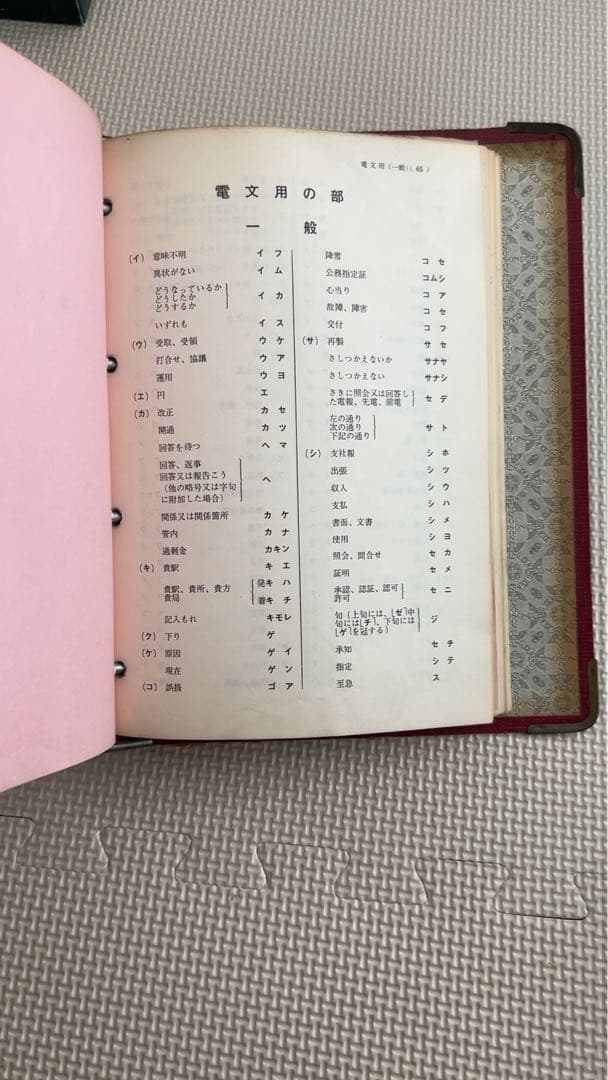 電文用(一般)(65)
電文用の部
一般
(イ) 意味不明 イフ
異状がない イム
どうなっているか
どうしたか イカ
どうするか
いずれも イス
(ウ) 受取、受領 ウケ
打合せ、協議 ウア
運用 ウヨ
(エ) 円 エ
(カ) 改正 カセ
開通 カツ
回答を待つ ヘマ
回答、返事
回答又は報告こう
(他の略号又は字句 ヘ
に附加した場合)
関係又は関係箇所 カケ
管内 カナ
過剰金 カキン
(キ) 貴駅 キエ
貴駅、貴所、貴方 発キハ
貴局 着キチ
記入もれ キモレ
(ク) 下り ゲ
(ケ) 原因 ゲイ
現在 ゲン
(コ) 誤扱 ゴア
降雪 コセ
公務指定証 コムシ
心当り コア
故障、障害 コセ
交付 コフ
(サ) 再製 サセ
さしつかえないか サナヤ
さしつかえない サナシ
さきに照会又は回答し
た電報、先電、前電 セデ
左の通り
次の通り サト
下記の通り
(シ) 支社報 シホ
出張 シツ
収入 シウ
支払 シハ
書面、文書 シメ
使用 シヨ
照会、問合せ セカ
証明 セメ
承認、認証、認可 セニ
許可
旬(上旬には、[ゼ]中
旬には[チ]、下旬には ジ
[ゲ]を冠する)
承知 セチ
指定 シテ
至急 ス